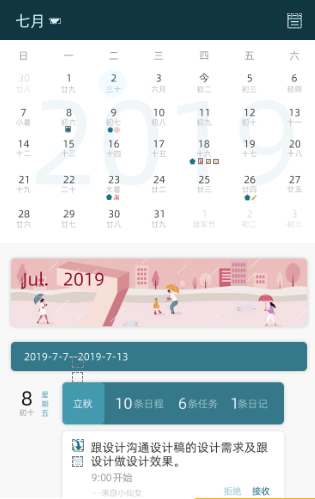 七月
日 一 二 三 四 五 六
30 1 2 3 今 5 6
廿八 廿九 三十 六月 初二 初三 初四
7 8 9 10 11 12 13
小暑 初六 初七 初八 初九 初十 十一
14 15 16 17 18 19 20
十二 十三 十四 十五 十六 十七 十八
21 22 23 24 25 26 27
十九 二十 大暑 廿二 廿三 廿四 廿五
28 29 30 31 1 2 3
廿六 廿七 廿八 廿九 建军节 初二 初三
2019
Jul. 2019
2019-7-7--2019-7-13
8 星期五 立秋 10条日程 6条任务 1条日记
初十
跟设计沟通设计稿的设计需求及跟
设计做设计效果。
9:00开始
--来自小仙女 拒绝 接收